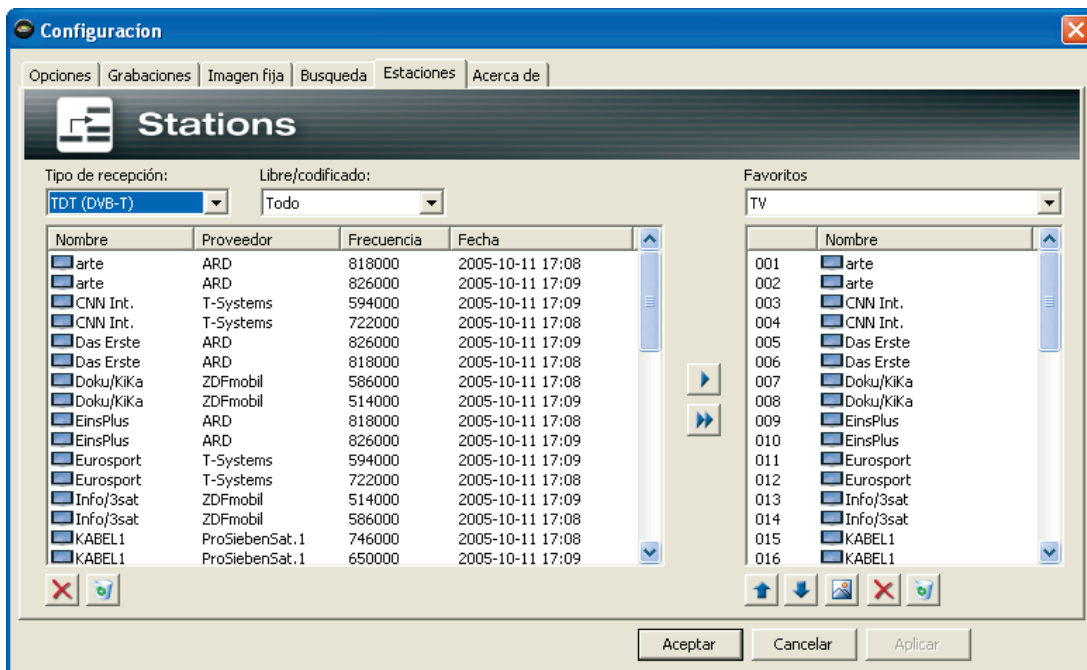 Configuracíon
Opciones Grabaciones Imagen fija Busqueda Estaciones Acerca de
Stations
Tipo de recepción: Libre/codificado: Favoritos
TDT (DVB-T) Todo TV
Nombre Proveedor Frecuencia Fecha Nombre
arte ARD 818000 2005-10-11 17:08 001 arte
arte ARD 826000 2005-10-11 17:09 002 arte
CNN Int. T-Systems 594000 2005-10-11 17:09 003 CNN Int.
CNN Int. T-Systems 722000 2005-10-11 17:08 004 CNN Int.
Das Erste ARD 826000 2005-10-11 17:09 005 Das Erste
Das Erste ARD 818000 2005-10-11 17:08 006 Das Erste
Doku/KiKa ZDFmobil 586000 2005-10-11 17:08 007 Doku/KiKa
Doku/KiKa ZDFmobil 514000 2005-10-11 17:09 008 Doku/KiKa
EinsPlus ARD 818000 2005-10-11 17:08 009 EinsPlus
EinsPlus ARD 826000 2005-10-11 17:09 010 EinsPlus
Eurosport T-Systems 594000 2005-10-11 17:09 011 Eurosport
Eurosport T-Systems 722000 2005-10-11 17:08 012 Eurosport
Info/3sat ZDFmobil 514000 2005-10-11 17:09 013 Info/3sat
Info/3sat ZDFmobil 586000 2005-10-11 17:08 014 Info/3sat
KABEL1 ProSiebenSat.1 746000 2005-10-11 17:08 015 KABEL1
KABEL1 ProSiebenSat.1 650000 2005-10-11 17:09 016 KABEL1
Aceptar Cancelar Aplicar